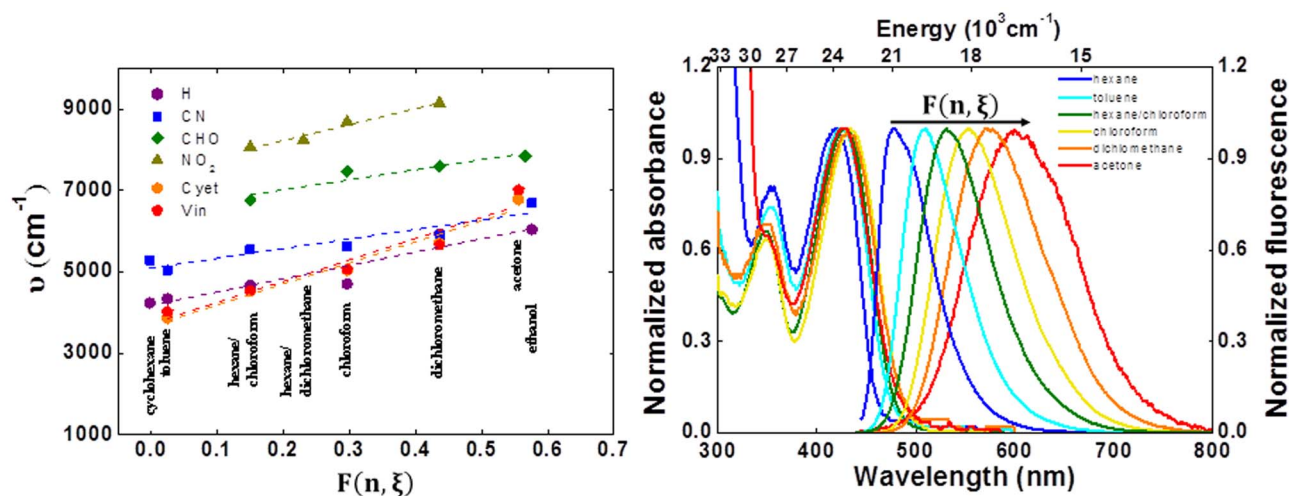 υ (cm⁻¹)
9000
7000
5000
3000
1000
H
CN
CHO
NO₂
Cyet
Vin
cyclohexane
toluene
hexane/
chloroform
hexane/
dichloromethane
chloroform
dichloromethane
acetone
ethanol
0.0 0.1 0.2 0.3 0.4 0.5 0.6 0.7
F(n, ξ)
Energy (10³cm⁻¹)
33 30 27 24 21 18 15
Normalized absorbance
1.2
0.9
0.6
0.3
0.0
F(n, ξ)
hexane
toluene
hexane/chloroform
chloroform
dichlomethane
acetone
1.2
0.9
0.6
0.3
0.0
Normalized fluorescence
300 400 500 600 700 800
Wavelength (nm)